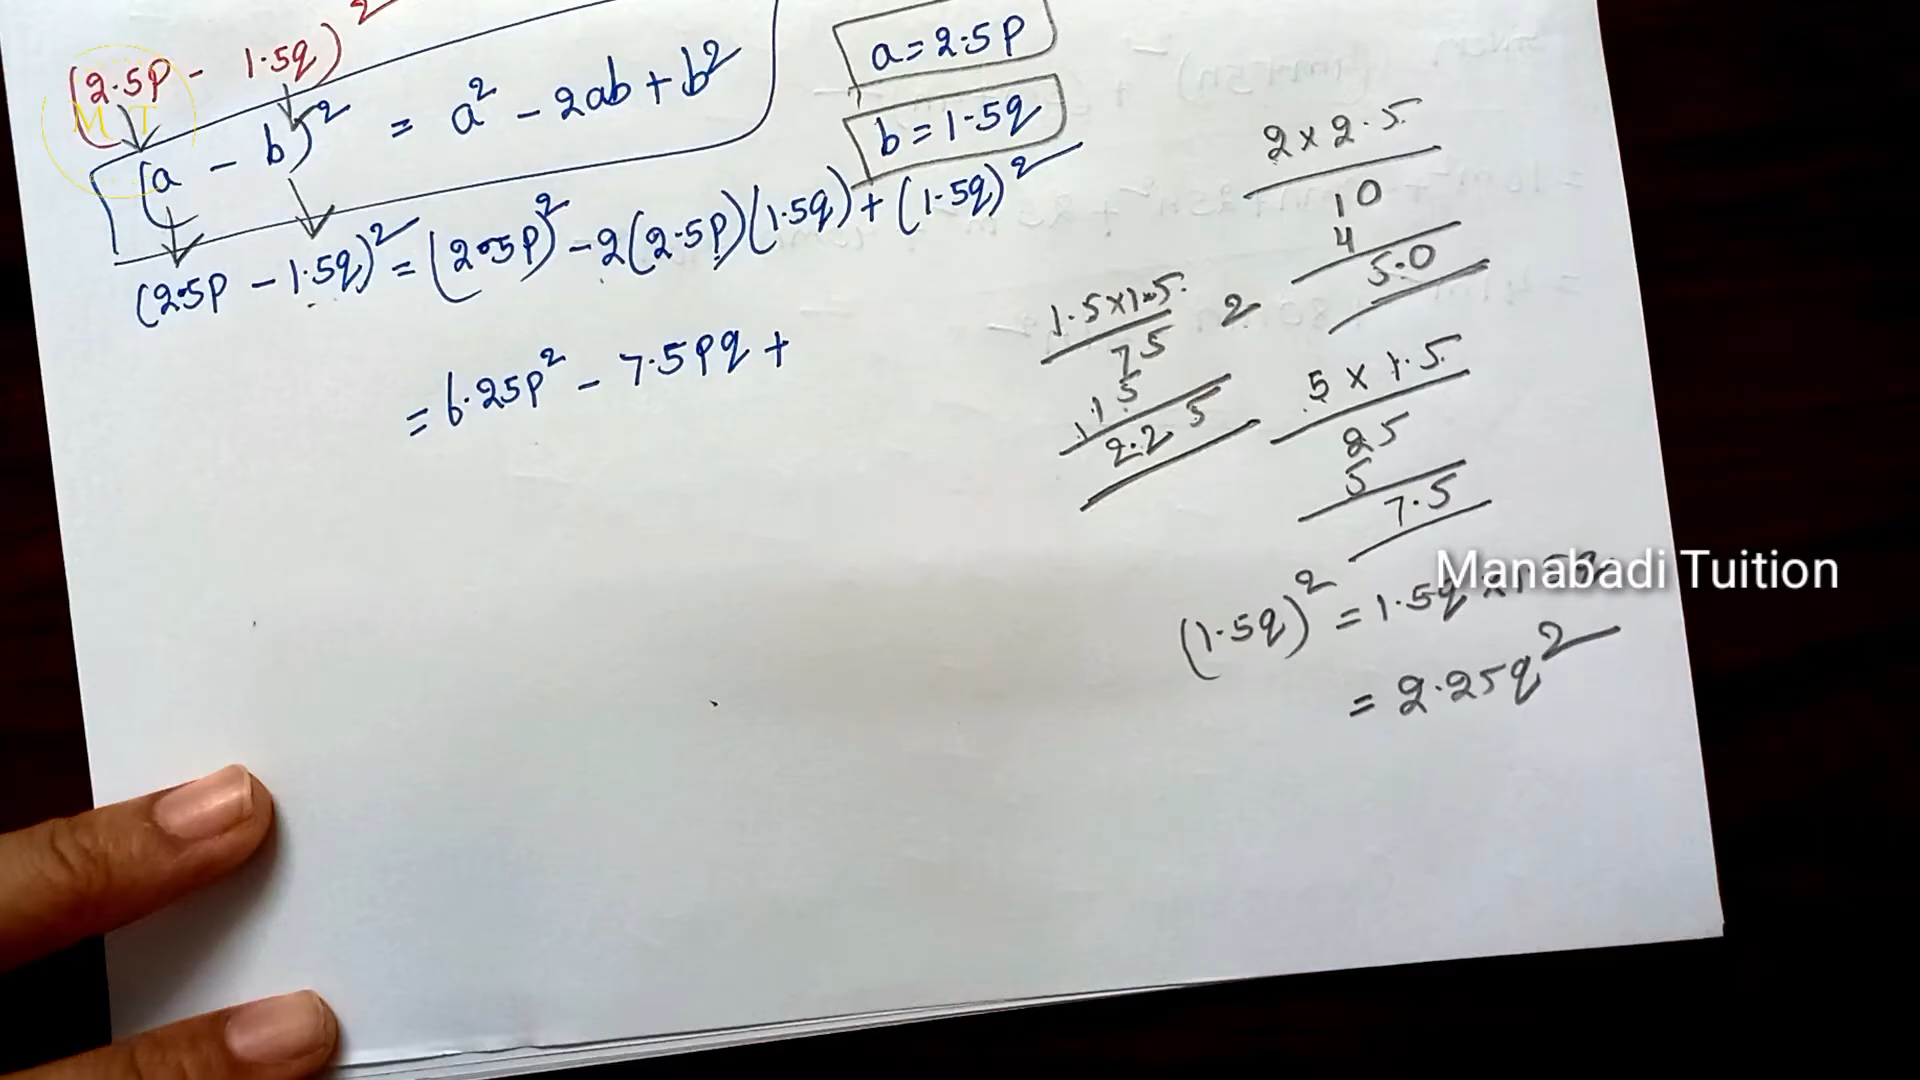 (2.5p - 1.5q)²
M T
(a - b)² = a² - 2ab + b²
a = 2.5p
b = 1.5q
(2.5p - 1.5q)² = (2.5p)² - 2(2.5p)(1.5q) + (1.5q)²
= 6.25p² - 7.5pq +
2 x 2.5
10
4
5.0
1.5 x 1.5
75
15
2.25
2
5 x 1.5
25
5
7.5
Manabadi Tuition
(1.5q)² = 1.5q x
= 2.25q²